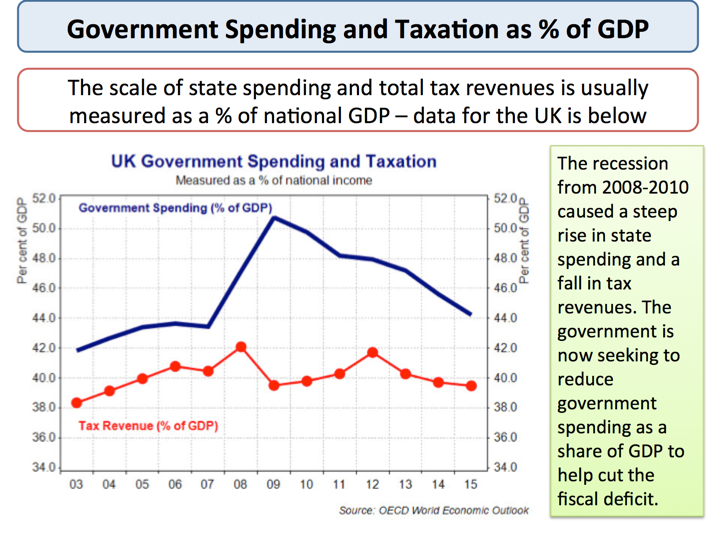 Government Spending and Taxation as % of GDP
The scale of state spending and total tax revenues is usually
measured as a % of national GDP – data for the UK is below
UK Government Spending and Taxation
Measured as a % of national income
Per cent of GDP
52.0
50.0
48.0
46.0
44.0
42.0
40.0
38.0
36.0
34.0
Government Spending (% of GDP)
Tax Revenue (% of GDP)
52.0
50.0
48.0
46.0
44.0
42.0
40.0
38.0
36.0
34.0
Per cent of GDP
03 04 05 06 07 08 09 10 11 12 13 14 15
Source: OECD World Economic Outlook
The recession
from 2008-2010
caused a steep
rise in state
spending and a
fall in tax
revenues. The
government is
now seeking to
reduce
government
spending as a
share of GDP to
help cut the
fiscal deficit.